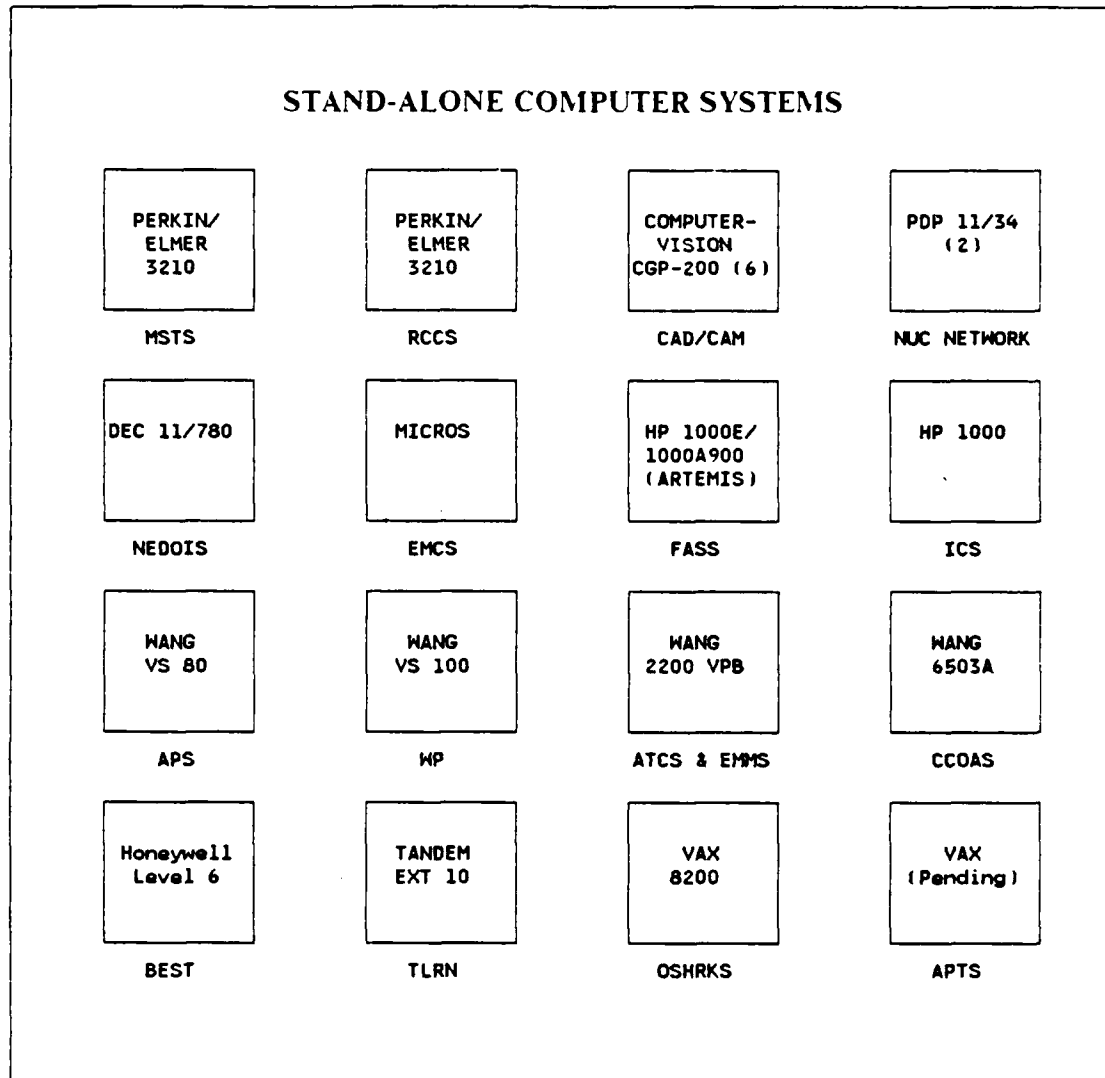 STAND-ALONE COMPUTER SYSTEMS
PERKIN/
ELMER
3210
MSTS
PERKIN/
ELMER
3210
RCCS
COMPUTER-
VISION
CGP-200 (6)
CAD/CAM
PDP 11/34
(2)
NUC NETWORK
DEC 11/780
NEDOIS
MICROS
EMCS
HP 1000E/
1000A900
(ARTEMIS)
FASS
HP 1000
ICS
WANG
VS 80
APS
WANG
VS 100
WP
WANG
2200 VPB
ATCS & EMMS
WANG
6503A
CCOAS
Honeywell
Level 6
BEST
TANDEM
EXT 10
TLRN
VAX
8200
OSHRKS
VAX
(Pending)
APTS